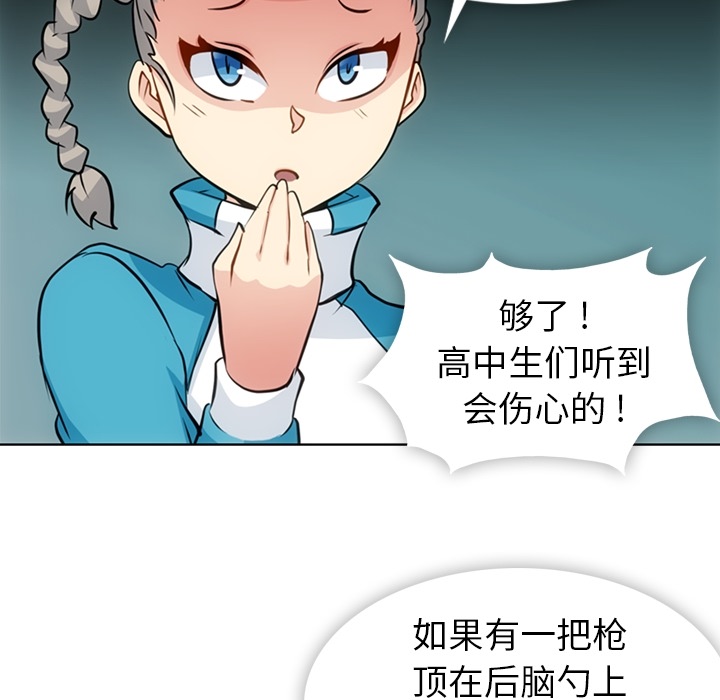 够了！
高中生们听到
会伤心的！
如果有一把枪
顶在后脑勺上